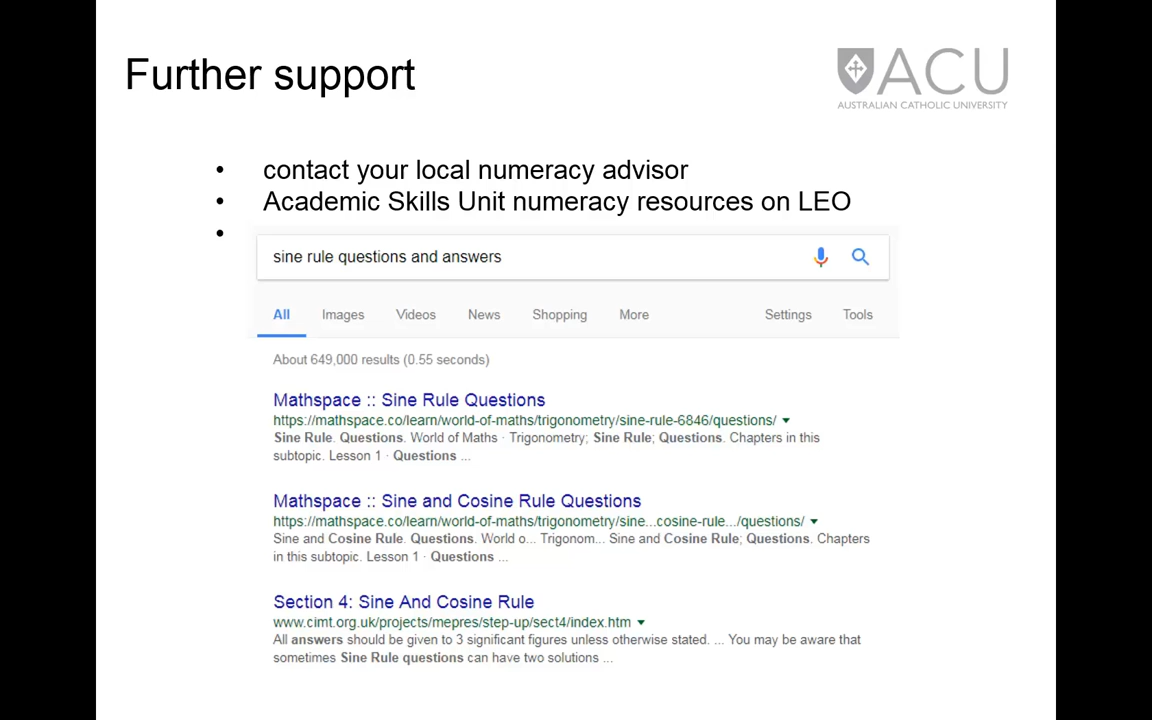 Further support
ACU
AUSTRALIAN CATHOLIC UNIVERSITY
• contact your local numeracy advisor
• Academic Skills Unit numeracy resources on LEO
•
sine rule questions and answers
All Images Videos News Shopping More Settings Tools
About 649,000 results (0.55 seconds)
Mathspace :: Sine Rule Questions
https://mathspace.co/learn/world-of-maths/trigonometry/sine-rule-6846/questions/
Sine Rule. Questions. World of Maths · Trigonometry; Sine Rule; Questions. Chapters in this
subtopic. Lesson 1 · Questions ...
Mathspace :: Sine and Cosine Rule Questions
https://mathspace.co/learn/world-of-maths/trigonometry/sine...cosine-rule.../questions/
Sine and Cosine Rule. Questions. World o... Trigonom... Sine and Cosine Rule; Questions. Chapters
in this subtopic. Lesson 1 · Questions ...
Section 4: Sine And Cosine Rule
www.cimt.org.uk/projects/mepres/step-up/sect4/index.htm
All answers should be given to 3 significant figures unless otherwise stated. ... You may be aware that
sometimes Sine Rule questions can have two solutions ...